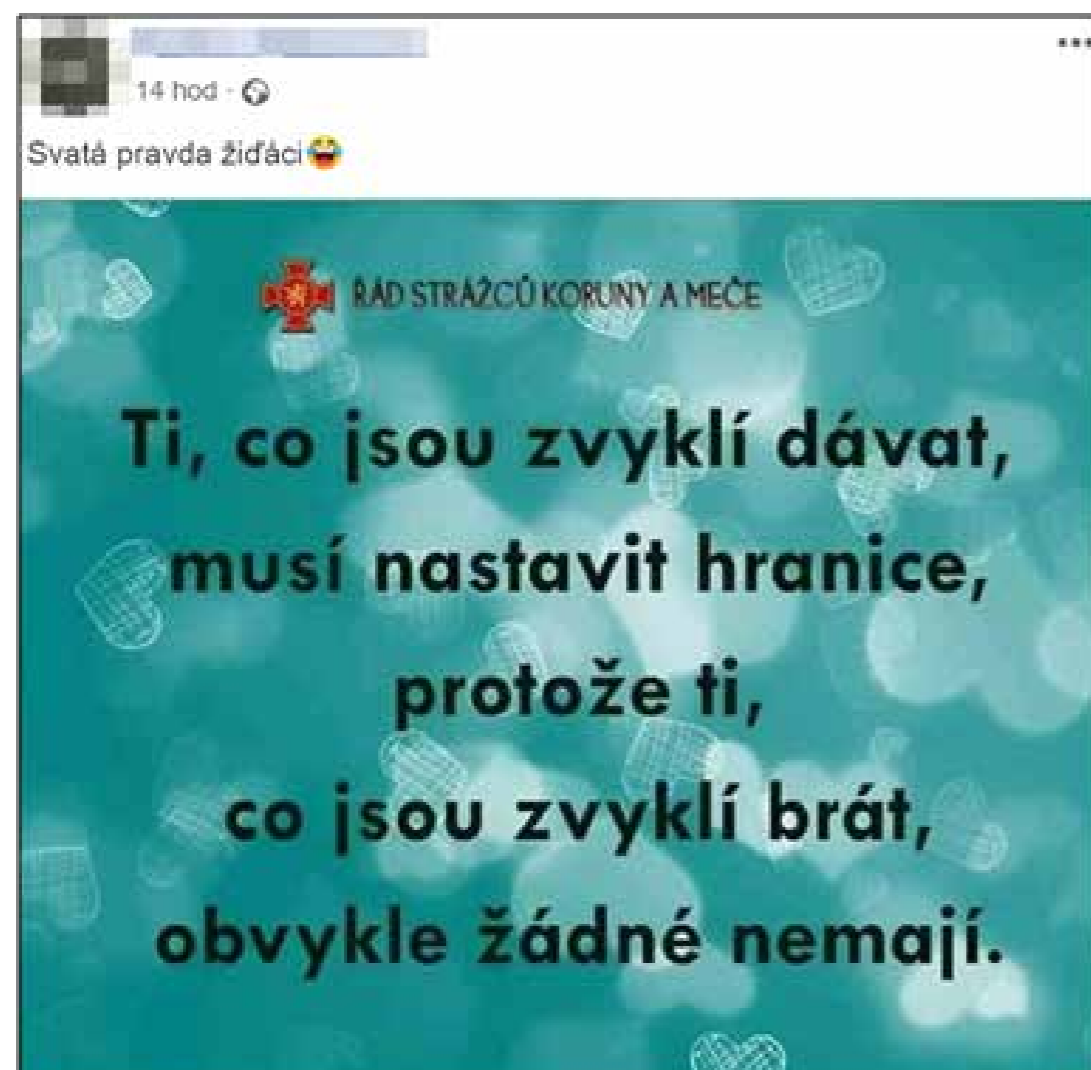 14 hod ·
Svatá pravda žiďáci😂
ŘÁD STRÁŽCŮ KORUNY A MEČE
Ti, co jsou zvyklí dávat,
musí nastavit hranice,
protože ti,
co jsou zvyklí brát,
obvykle žádné nemají.